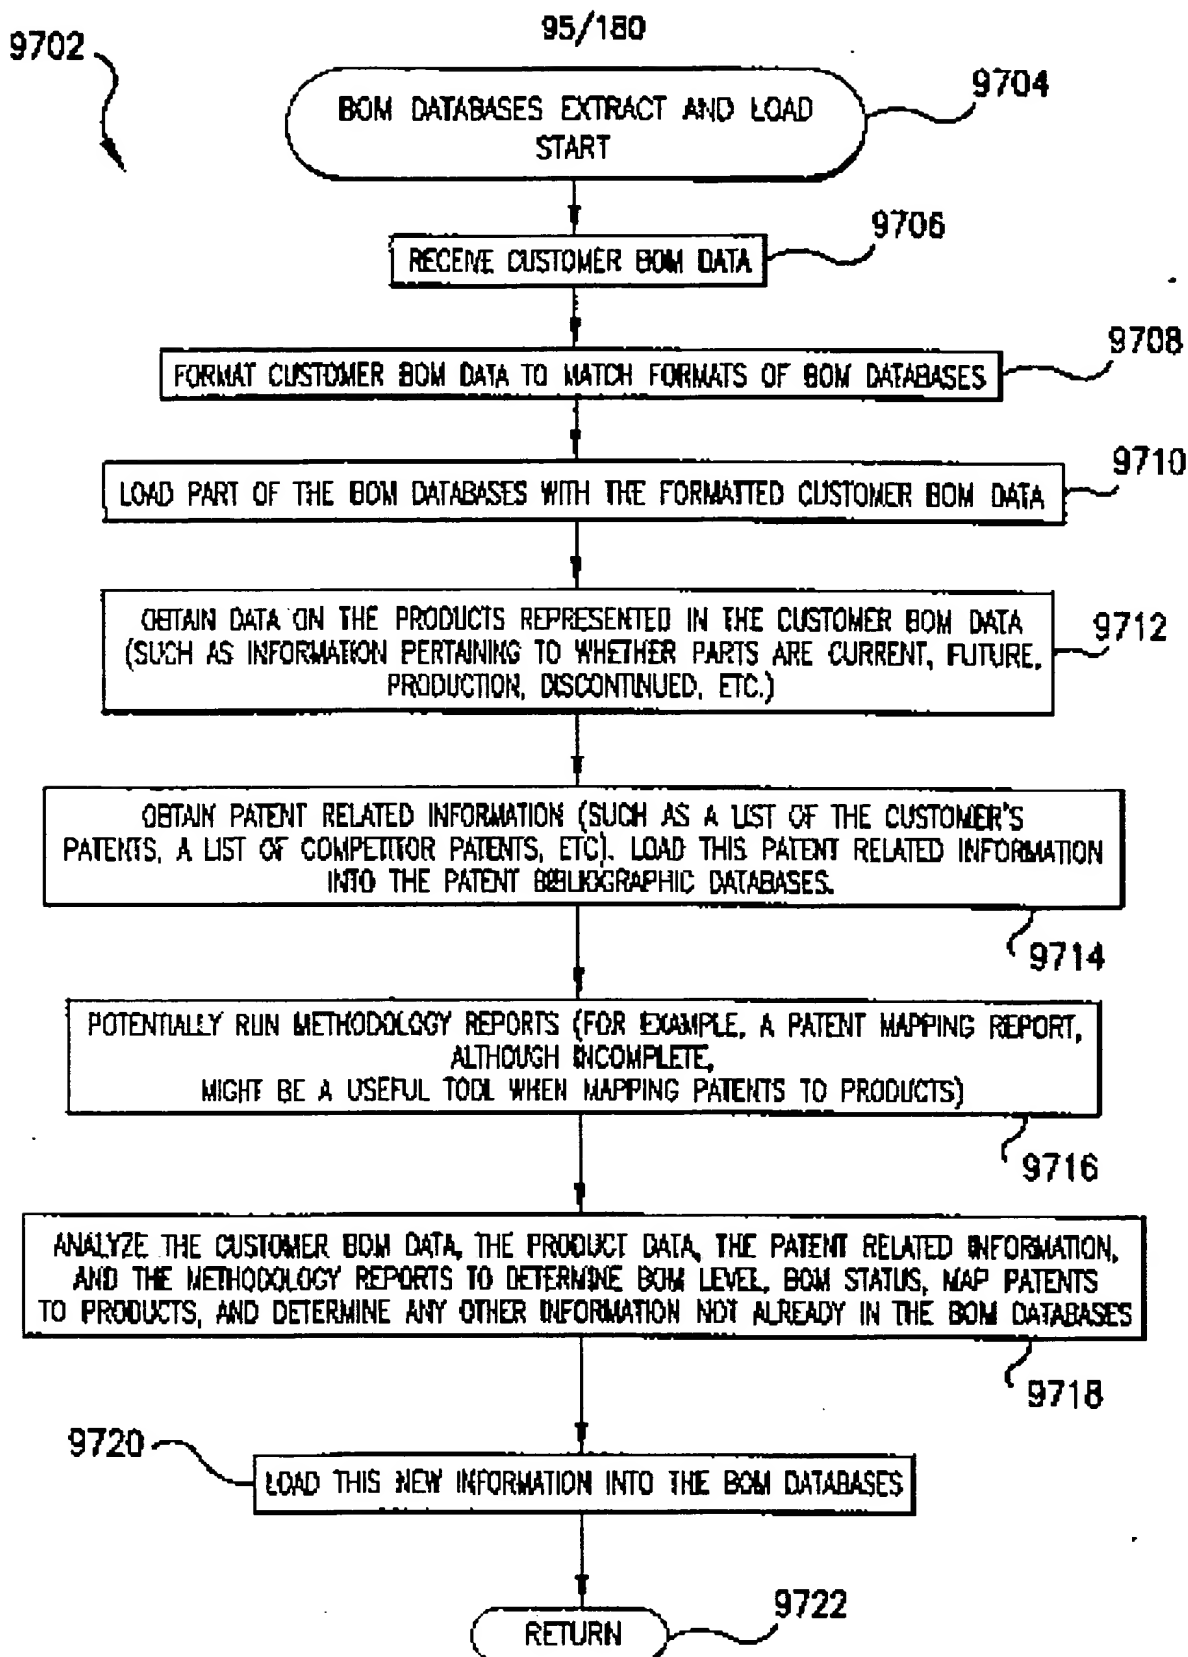 95/180
9702
BOM DATABASES EXTRACT AND LOAD
START
9704
RECEIVE CUSTOMER BOM DATA
9706
FORMAT CUSTOMER BOM DATA TO MATCH FORMATS OF BOM DATABASES
9708
LOAD PART OF THE BOM DATABASES WITH THE FORMATTED CUSTOMER BOM DATA
9710
OBTAIN DATA ON THE PRODUCTS REPRESENTED IN THE CUSTOMER BOM DATA
(SUCH AS INFORMATION PERTAINING TO WHETHER PARTS ARE CURRENT, FUTURE,
PRODUCTION, DISCONTINUED, ETC.)
9712
OBTAIN PATENT RELATED INFORMATION (SUCH AS A LIST OF THE CUSTOMER'S
PATENTS, A LIST OF COMPETITOR PATENTS, ETC). LOAD THIS PATENT RELATED INFORMATION
INTO THE PATENT BIBLIOGRAPHIC DATABASES.
9714
POTENTIALLY RUN METHODOLOGY REPORTS (FOR EXAMPLE, A PATENT MAPPING REPORT,
ALTHOUGH INCOMPLETE,
MIGHT BE A USEFUL TOOL WHEN MAPPING PATENTS TO PRODUCTS)
9716
ANALYZE THE CUSTOMER BOM DATA, THE PRODUCT DATA, THE PATENT RELATED INFORMATION,
AND THE METHODOLOGY REPORTS TO DETERMINE BOM LEVEL, BOM STATUS, MAP PATENTS
TO PRODUCTS, AND DETERMINE ANY OTHER INFORMATION NOT ALREADY IN THE BOM DATABASES
9718
9720
LOAD THIS NEW INFORMATION INTO THE BOM DATABASES
RETURN
9722